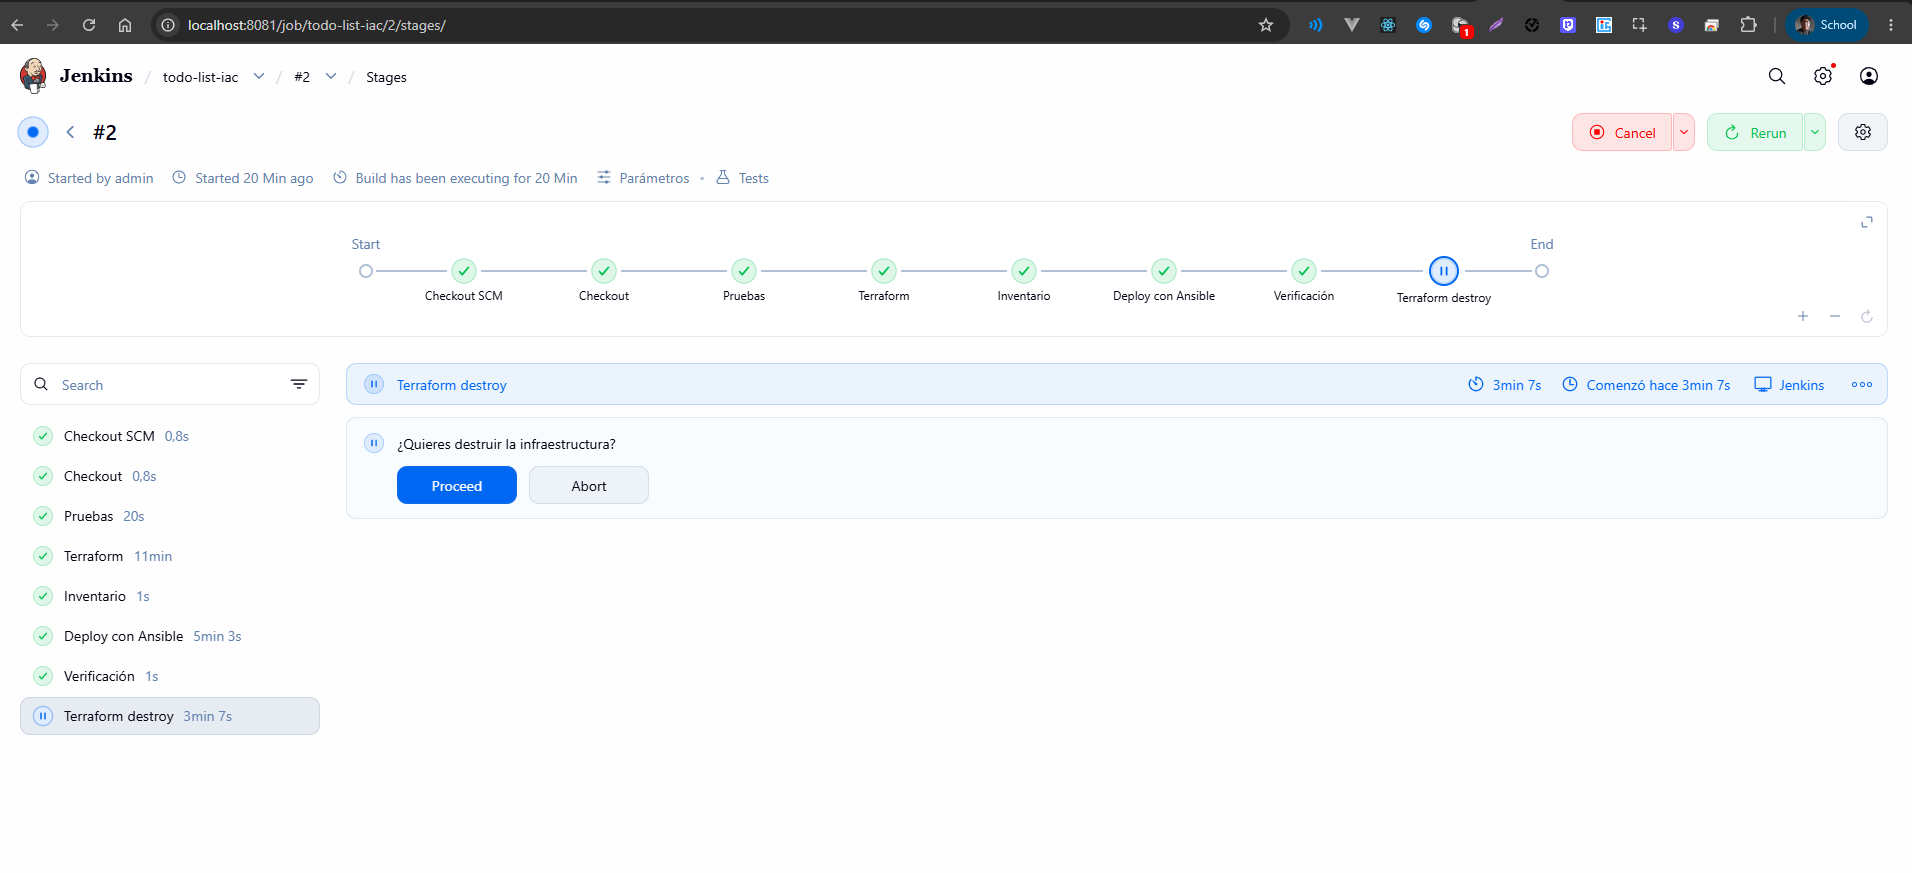 localhost:8081/job/todo-list-iac/2/stages/
1
School
Jenkins / todo-list-iac / #2 / Stages
#2
Cancel
Rerun
Started by admin
Started 20 Min ago
Build has been executing for 20 Min
Parámetros
Tests
Start
End
Checkout SCM
Checkout
Pruebas
Terraform
Inventario
Deploy con Ansible
Verificación
Terraform destroy
Search
Checkout SCM 0,8s
Checkout 0,8s
Pruebas 20s
Terraform 11min
Inventario 1s
Deploy con Ansible 5min 3s
Verificación 1s
Terraform destroy 3min 7s
Terraform destroy
3min 7s
Comenzó hace 3min 7s
Jenkins
¿Quieres destruir la infraestructura?
Proceed
Abort